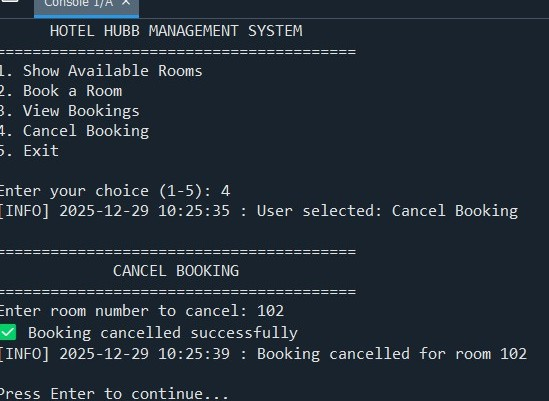 Console 1/A ×
HOTEL HUBB MANAGEMENT SYSTEM
========================================
1. Show Available Rooms
2. Book a Room
3. View Bookings
4. Cancel Booking
5. Exit
Enter your choice (1-5): 4
[INFO] 2025-12-29 10:25:35 : User selected: Cancel Booking
========================================
CANCEL BOOKING
========================================
Enter room number to cancel: 102
✅ Booking cancelled successfully
[INFO] 2025-12-29 10:25:39 : Booking cancelled for room 102
Press Enter to continue...